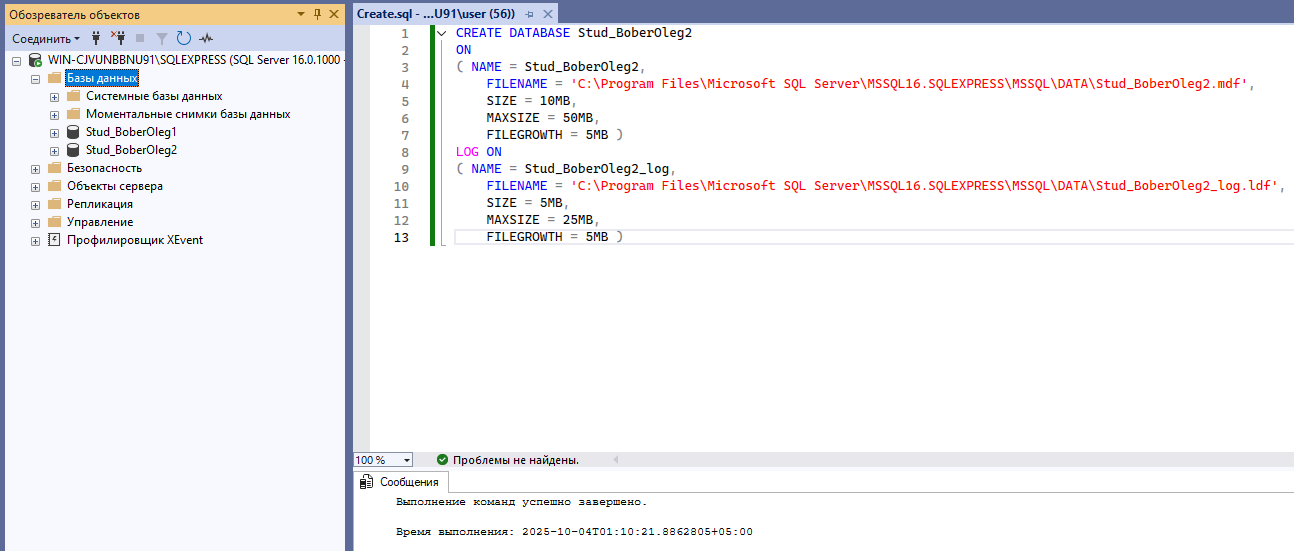 Обозреватель объектов
Соединить
WIN-CJVUNBBNU91\SQLEXPRESS (SQL Server 16.0.1000 -
Базы данных
Системные базы данных
Моментальные снимки базы данных
Stud_BoberOleg1
Stud_BoberOleg2
Безопасность
Объекты сервера
Репликация
Управление
Профилировщик XEvent
Create.sql - ...U91\user (56))
1 CREATE DATABASE Stud_BoberOleg2
2 ON
3 ( NAME = Stud_BoberOleg2,
4 FILENAME = 'C:\Program Files\Microsoft SQL Server\MSSQL16.SQLEXPRESS\MSSQL\DATA\Stud_BoberOleg2.mdf',
5 SIZE = 10MB,
6 MAXSIZE = 50MB,
7 FILEGROWTH = 5MB )
8 LOG ON
9 ( NAME = Stud_BoberOleg2_log,
10 FILENAME = 'C:\Program Files\Microsoft SQL Server\MSSQL16.SQLEXPRESS\MSSQL\DATA\Stud_BoberOleg2_log.ldf',
11 SIZE = 5MB,
12 MAXSIZE = 25MB,
13 FILEGROWTH = 5MB )
100 %
Проблемы не найдены.
Сообщения
Выполнение команд успешно завершено.
Время выполнения: 2025-10-04T01:10:21.8862805+05:00